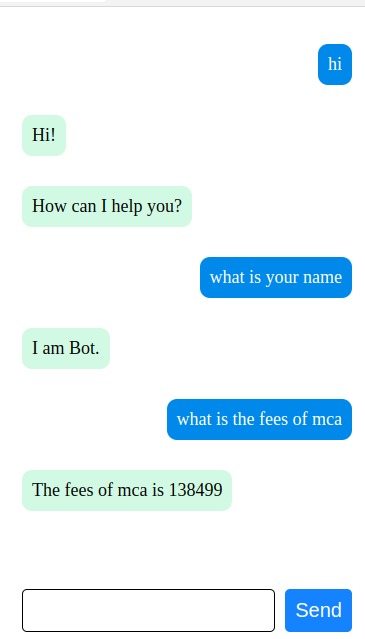 hi
Hi!
How can I help you?
what is your name
I am Bot.
what is the fees of mca
The fees of mca is 138499
Send